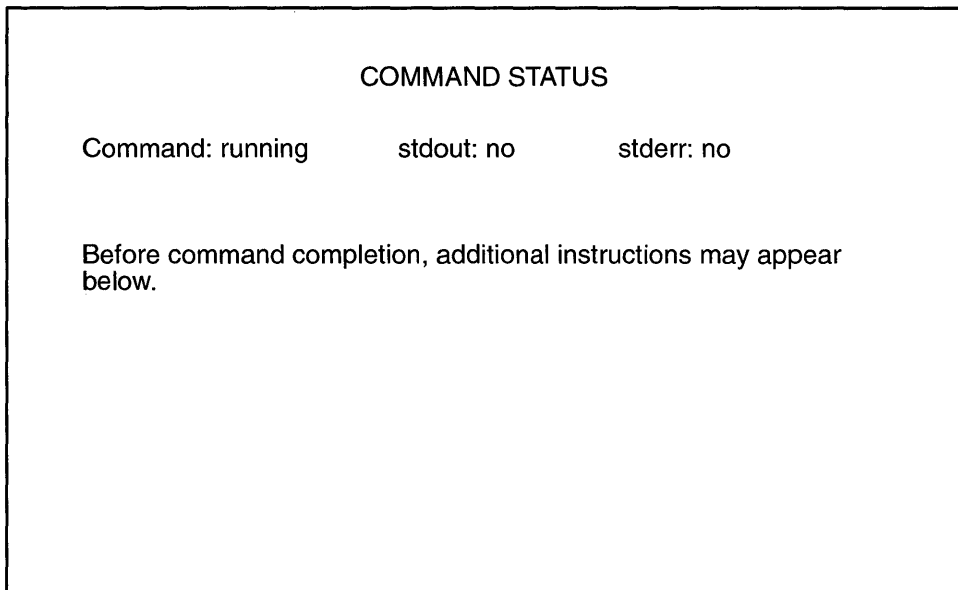 COMMAND STATUS
Command: running stdout: no stderr: no
Before command completion, additional instructions may appear
below.